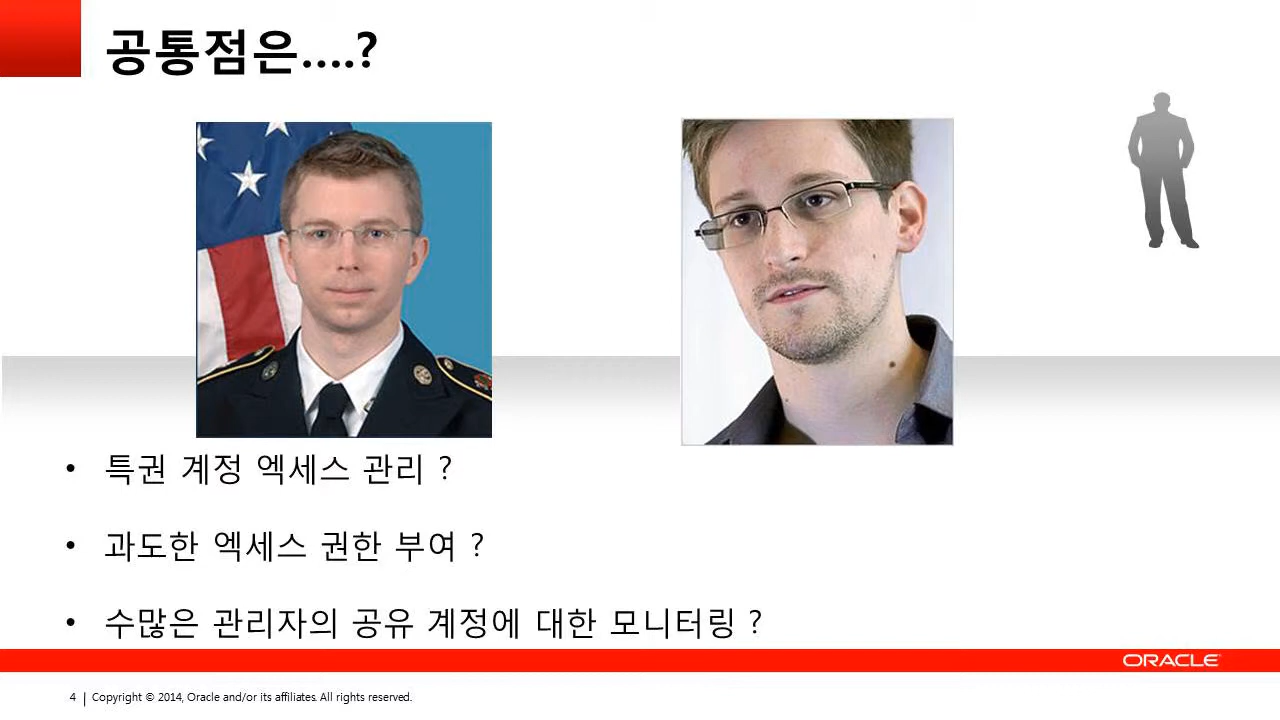 공통점은....?
• 특권 계정 엑세스 관리 ?
• 과도한 엑세스 권한 부여 ?
• 수많은 관리자의 공유 계정에 대한 모니터링 ?
ORACLE
4 | Copyright © 2014, Oracle and/or its affiliates. All rights reserved.